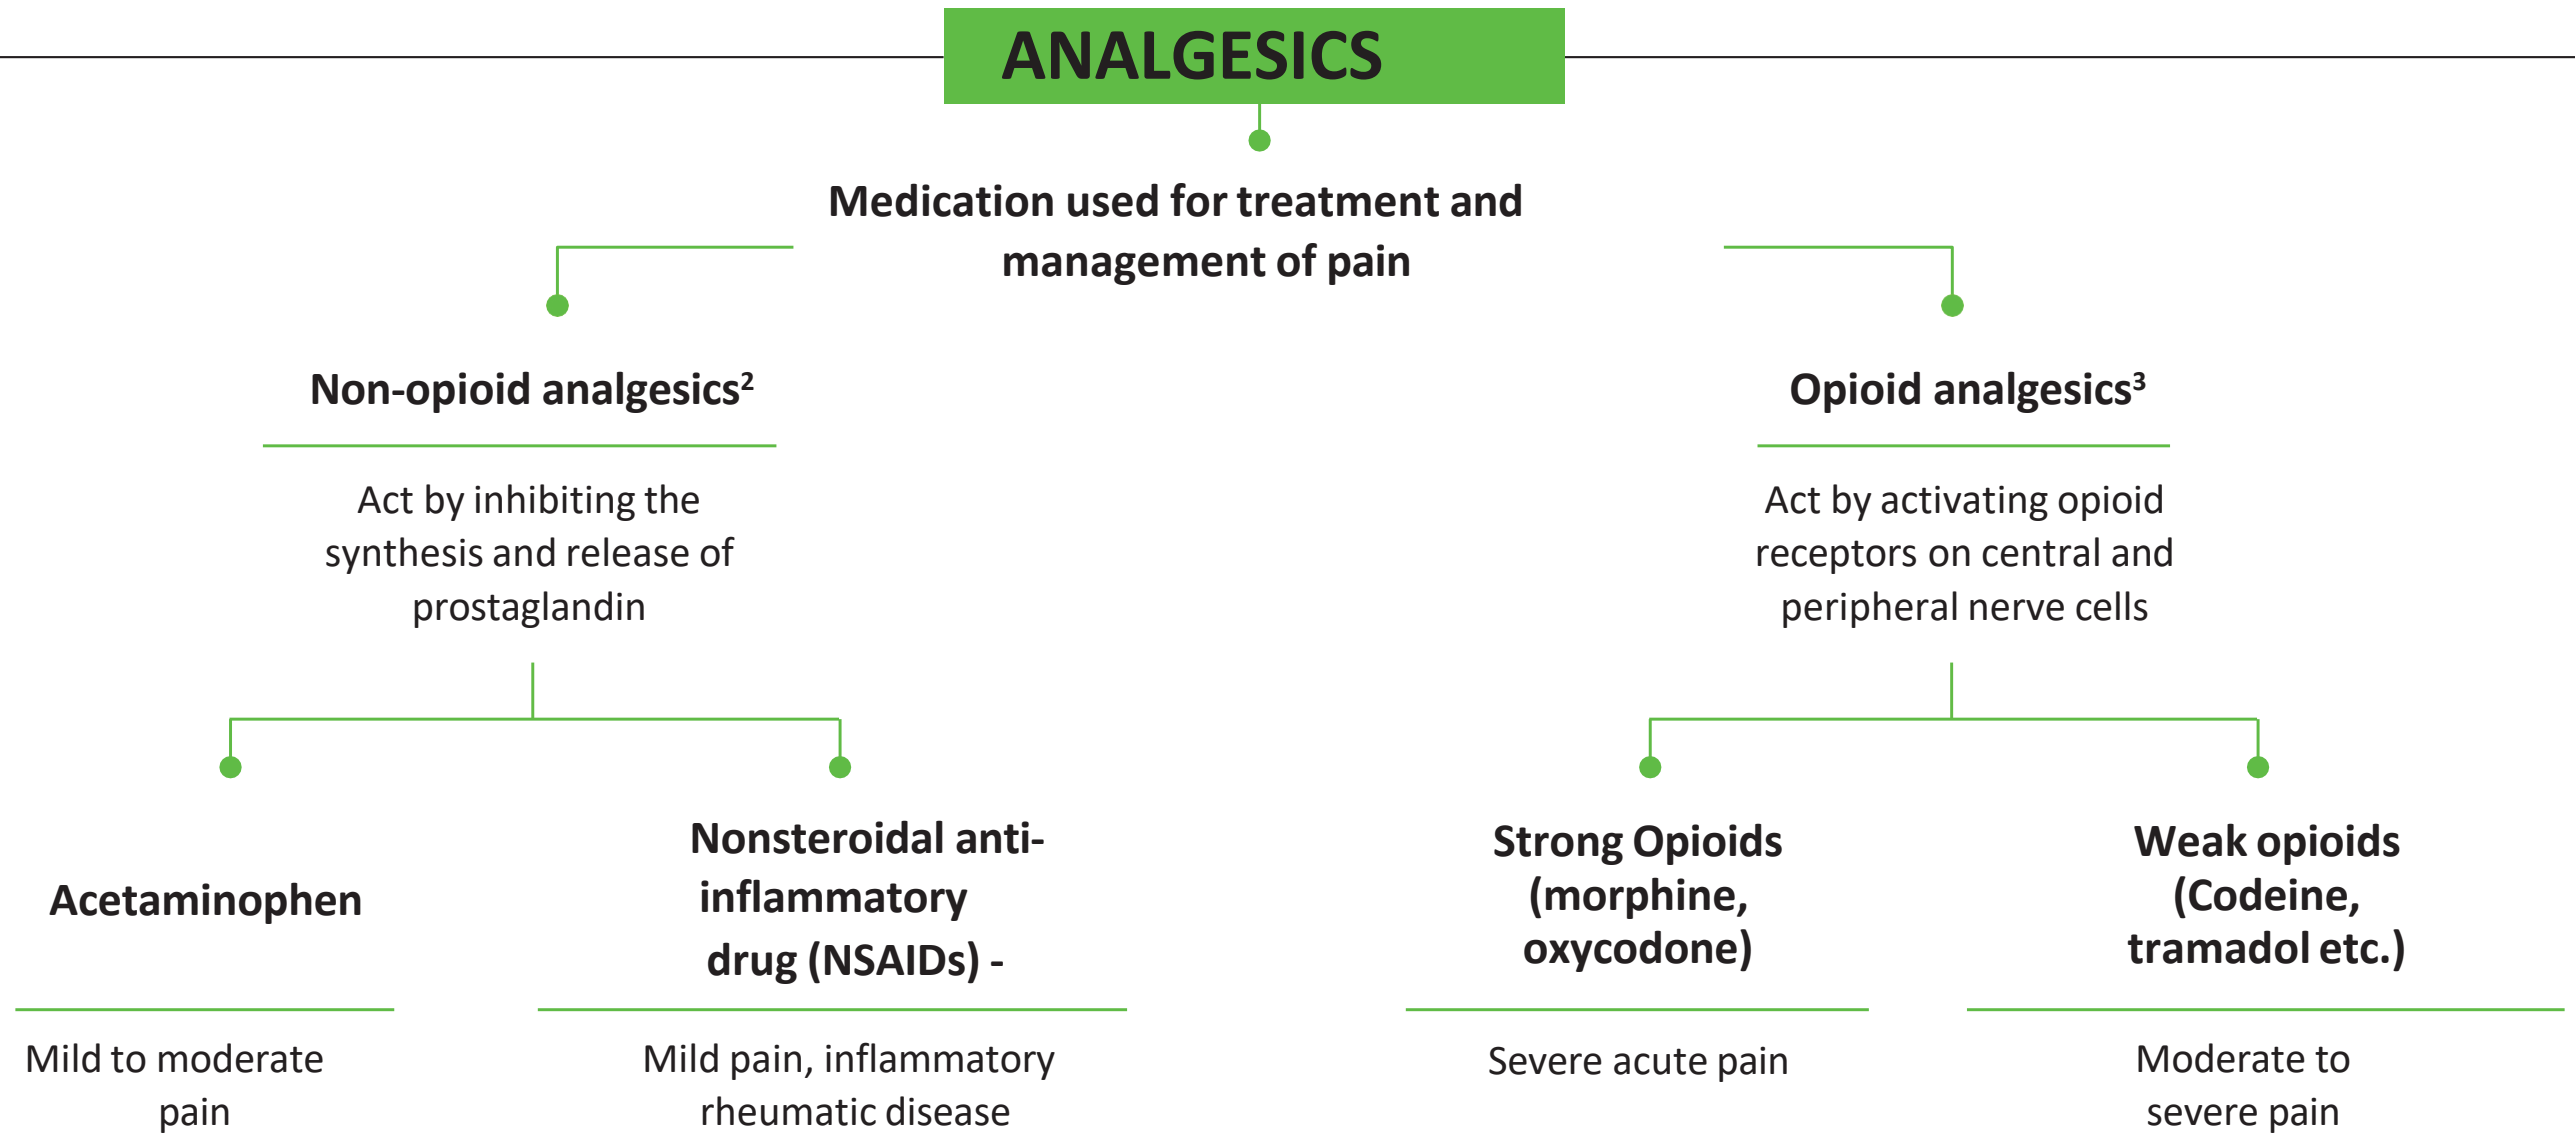 ANALGESICS
Medication used for treatment and
management of pain
Non-opioid analgesics²
Act by inhibiting the
synthesis and release of
prostaglandin
Opioid analgesics³
Act by activating opioid
receptors on central and
peripheral nerve cells
Acetaminophen
Mild to moderate
pain
Nonsteroidal anti-
inflammatory
drug (NSAIDs) -
Mild pain, inflammatory
rheumatic disease
Strong Opioids
(morphine,
oxycodone)
Severe acute pain
Weak opioids
(Codeine,
tramadol etc.)
Moderate to
severe pain